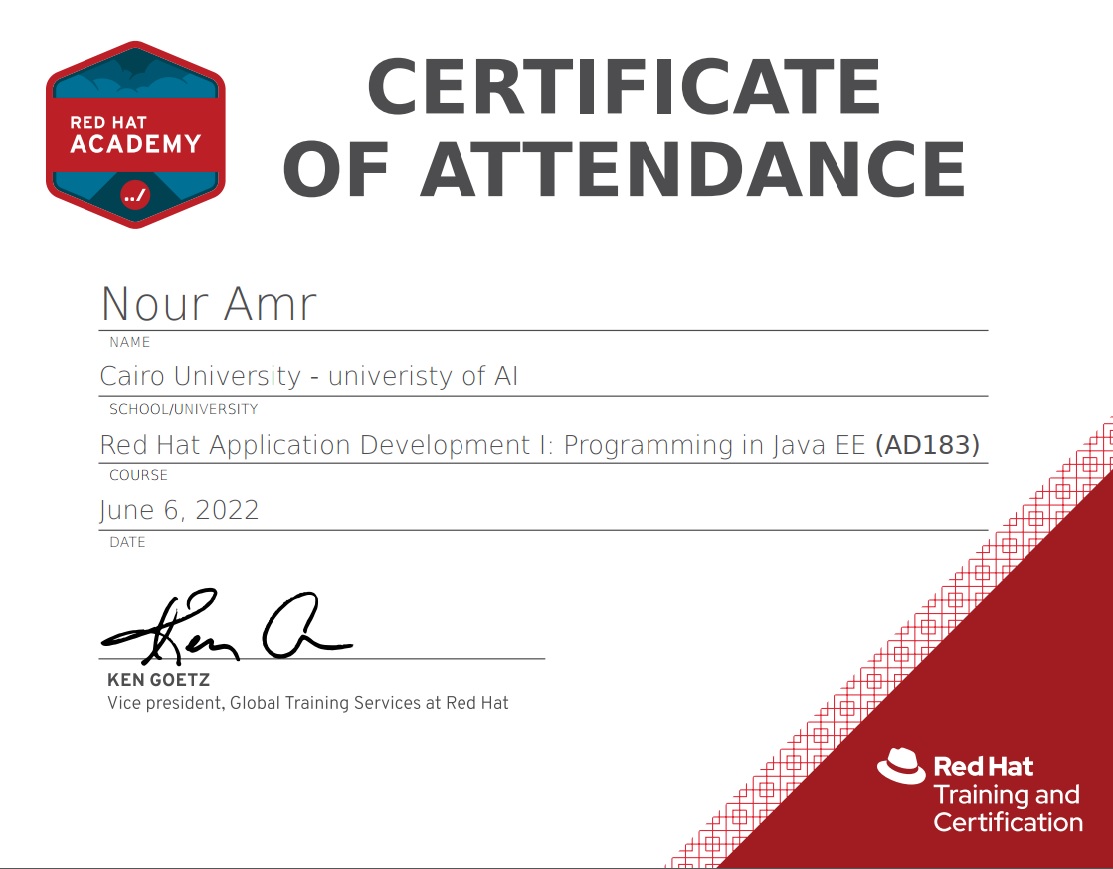 RED HAT
ACADEMY
../
CERTIFICATE
OF ATTENDANCE
Nour Amr
NAME
Cairo University - univeristy of AI
SCHOOL/UNIVERSITY
Red Hat Application Development I: Programming in Java EE (AD183)
COURSE
June 6, 2022
DATE
KEN GOETZ
Vice president, Global Training Services at Red Hat
Red Hat
Training and
Certification